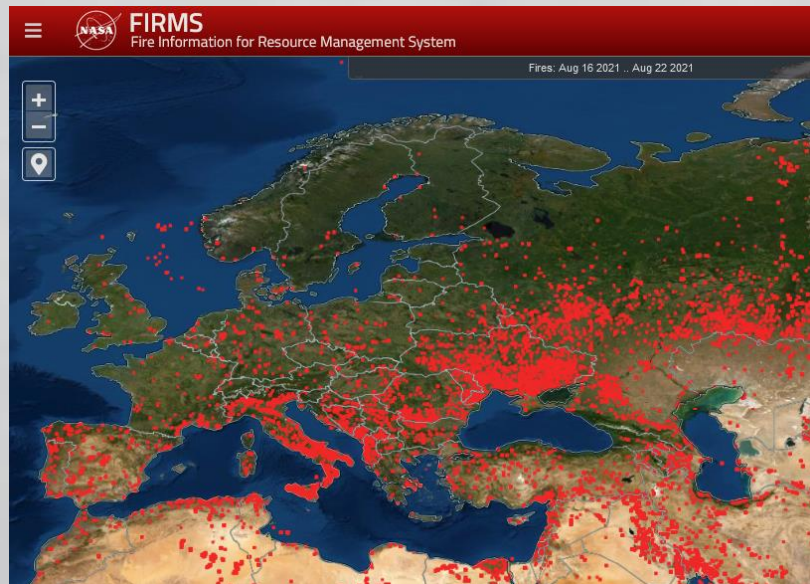 NASA
FIRMS
Fire Information for Resource Management System
Fires: Aug 16 2021 .. Aug 22 2021
+
−